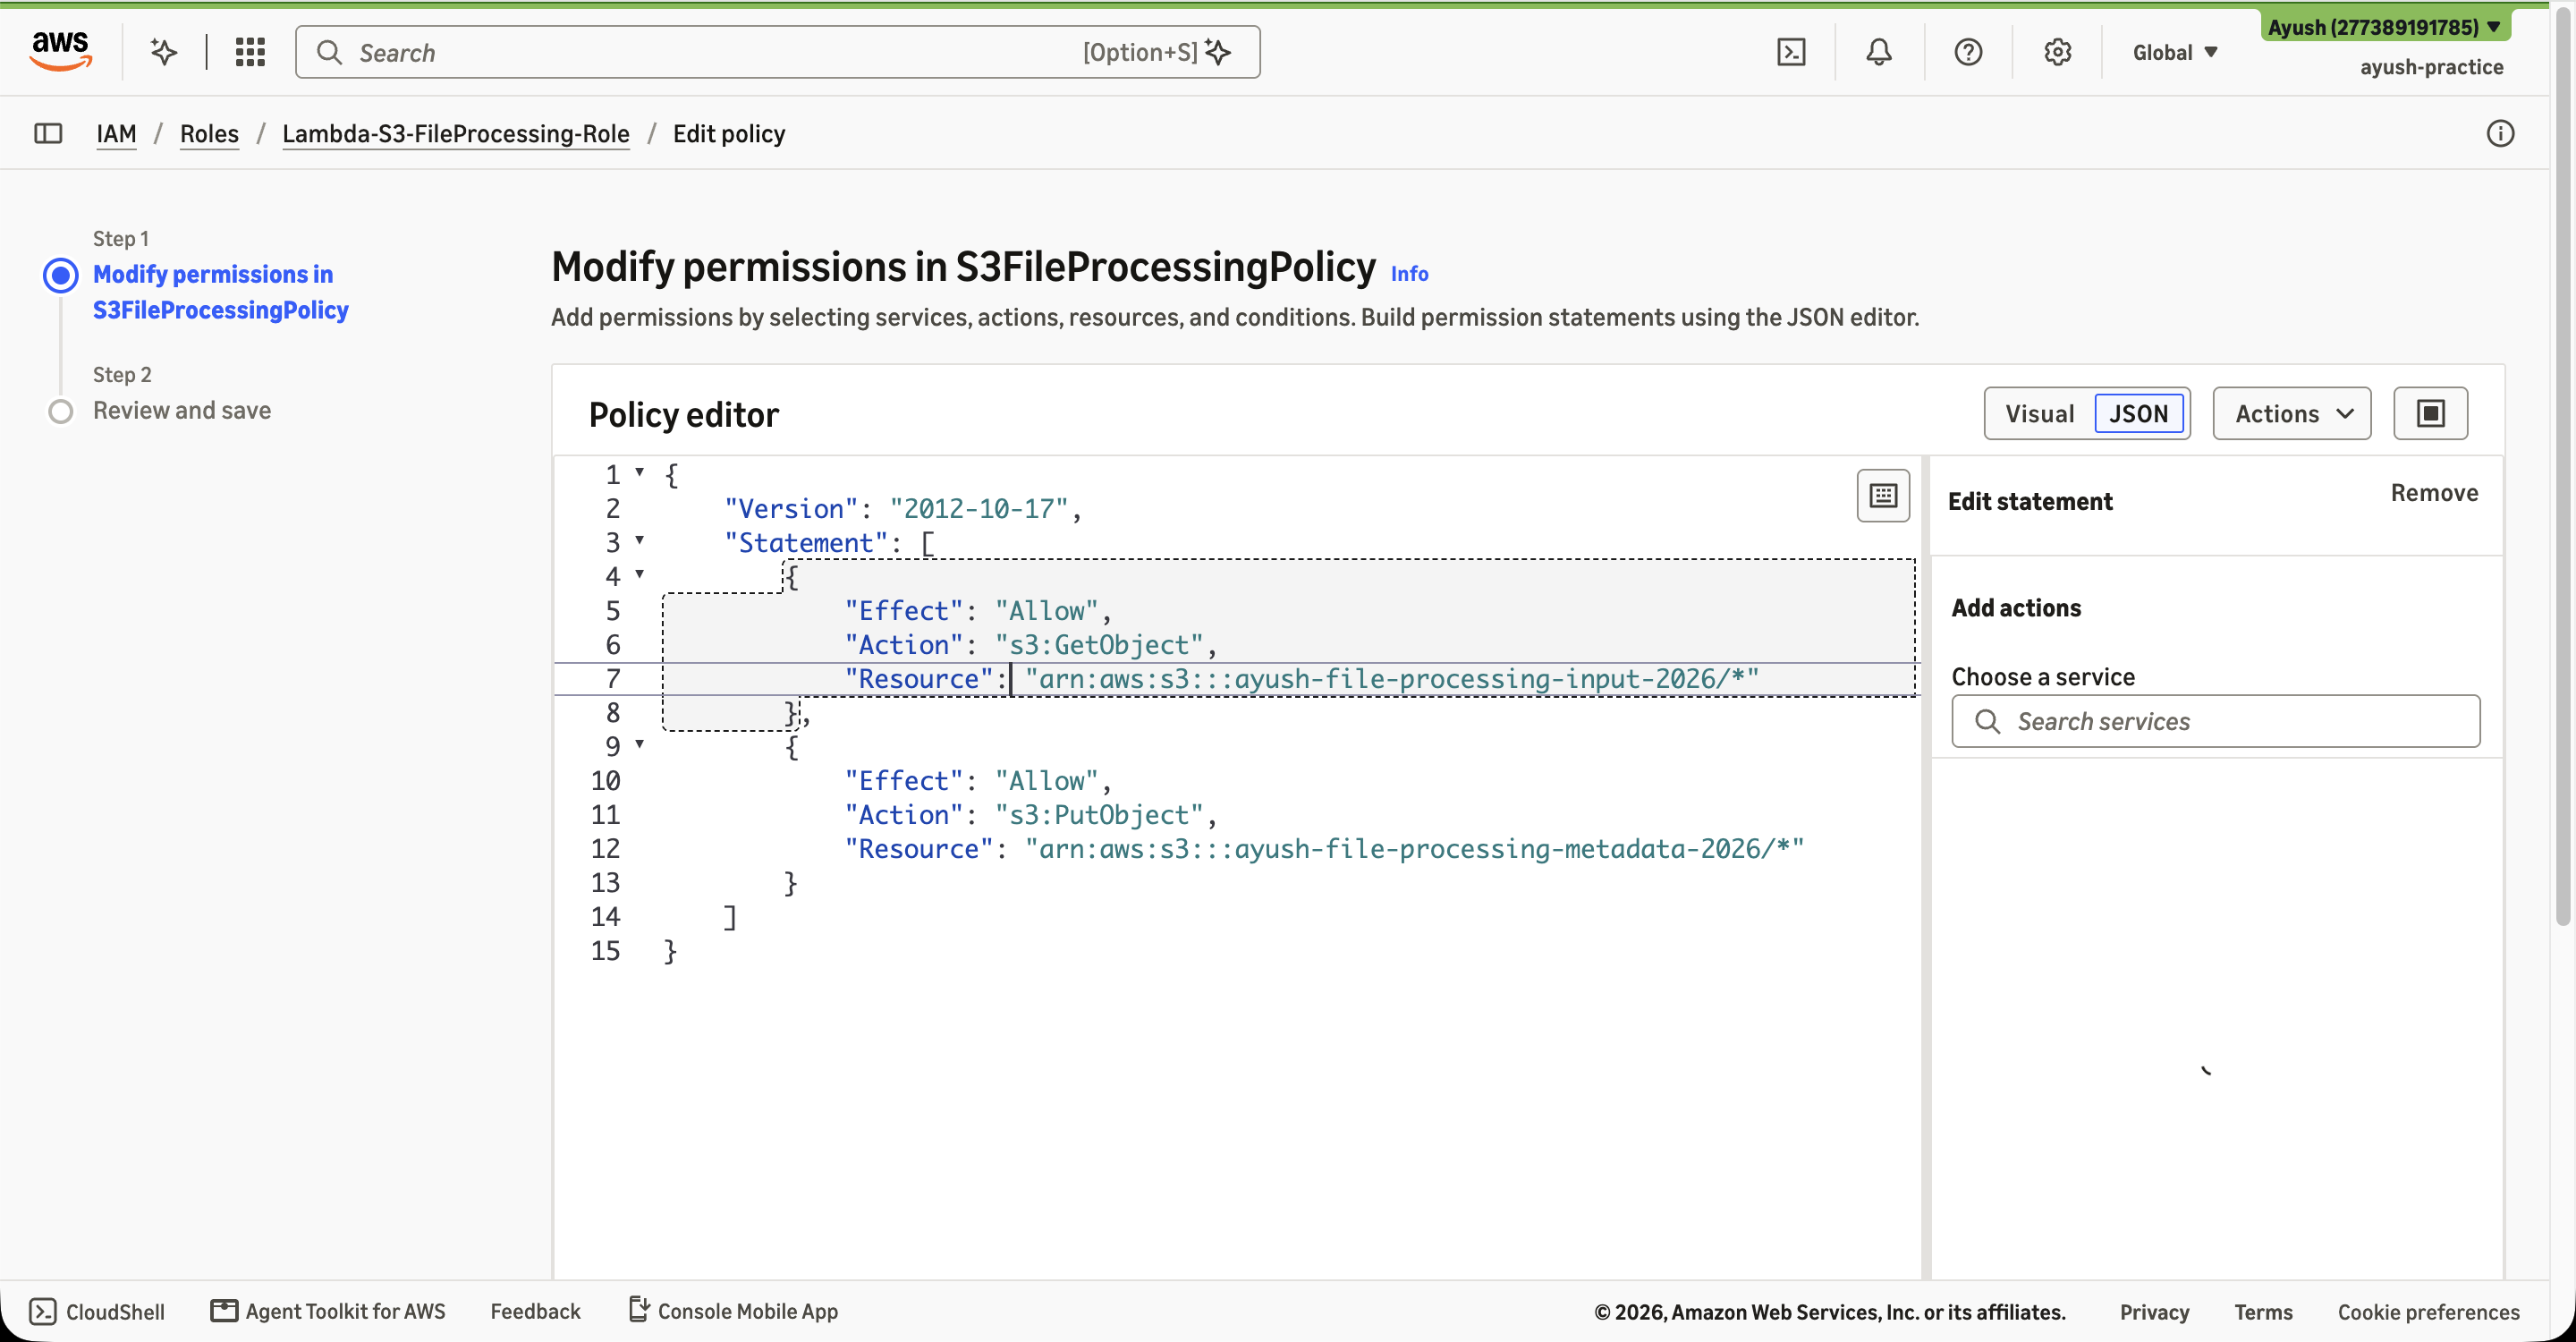 aws
Search
[Option+S]
Global
Ayush (277389191785)
ayush-practice
IAM / Roles / Lambda-S3-FileProcessing-Role / Edit policy
Step 1
Modify permissions in
S3FileProcessingPolicy
Step 2
Review and save
Modify permissions in S3FileProcessingPolicy Info
Add permissions by selecting services, actions, resources, and conditions. Build permission statements using the JSON editor.
Policy editor
Visual
JSON
Actions
1 {
2 "Version": "2012-10-17",
3 "Statement": [
4 {
5 "Effect": "Allow",
6 "Action": "s3:GetObject",
7 "Resource": "arn:aws:s3:::ayush-file-processing-input-2026/*"
8 },
9 {
10 "Effect": "Allow",
11 "Action": "s3:PutObject",
12 "Resource": "arn:aws:s3:::ayush-file-processing-metadata-2026/*"
13 }
14 ]
15 }
Edit statement
Remove
Add actions
Choose a service
Search services
CloudShell
Agent Toolkit for AWS
Feedback
Console Mobile App
© 2026, Amazon Web Services, Inc. or its affiliates.
Privacy
Terms
Cookie preferences